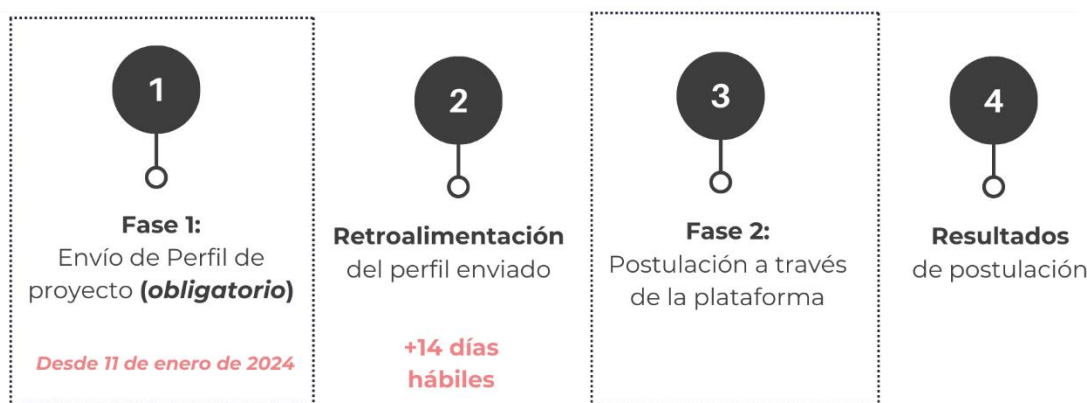 1
Fase 1:
Envío de Perfil de
proyecto (obligatorio)
Desde 11 de enero de 2024
2
Retroalimentación
del perfil enviado
+14 días
hábiles
3
Fase 2:
Postulación a través
de la plataforma
4
Resultados
de postulación